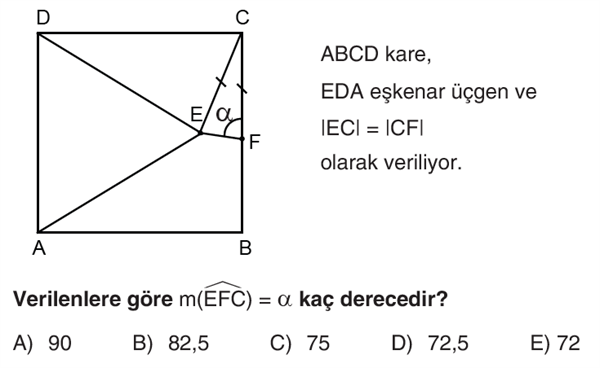 D C
E α
F
A B
ABCD kare,
EDA eşkenar üçgen ve
|EC| = |CF|
olarak veriliyor.
Verilenlere göre m(EFC) = α kaç derecedir?
A) 90 B) 82,5 C) 75 D) 72,5 E) 72